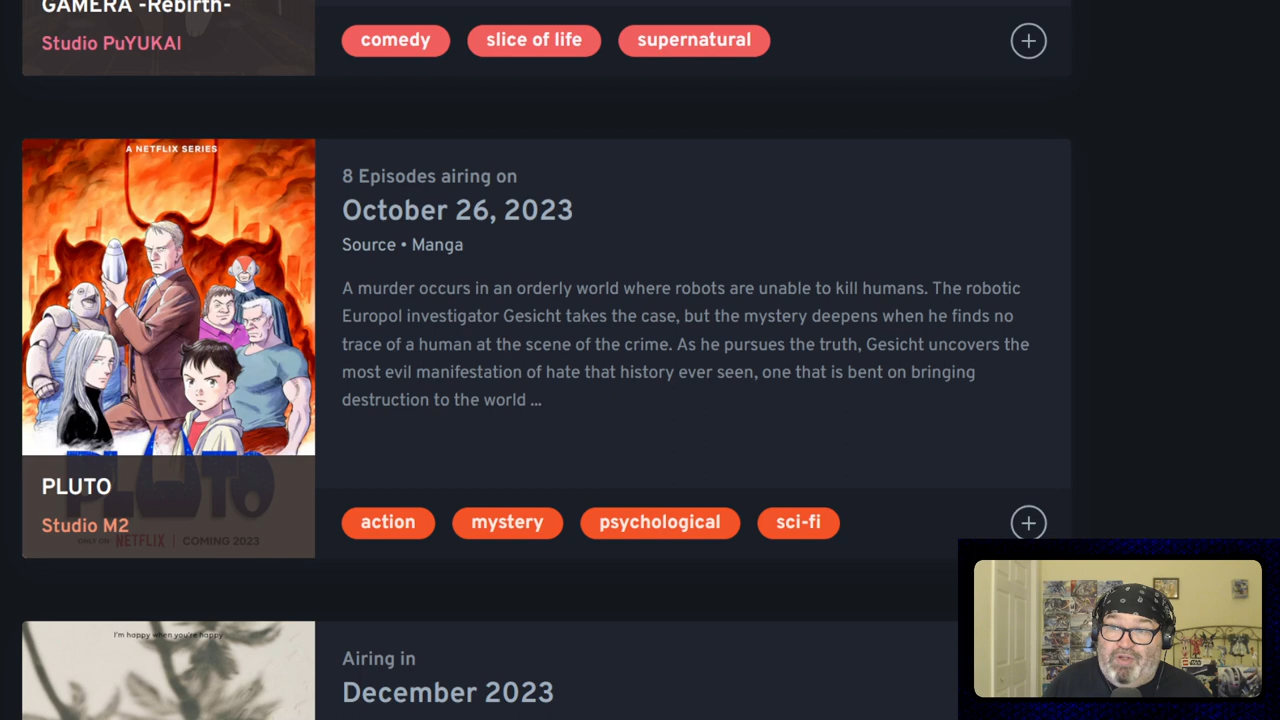 GAMERA -Rebirth-
Studio PuYUKAI
comedy
slice of life
supernatural
A NETFLIX SERIES
8 Episodes airing on
October 26, 2023
Source • Manga
A murder occurs in an orderly world where robots are unable to kill humans. The robotic
Europol investigator Gesicht takes the case, but the mystery deepens when he finds no
trace of a human at the scene of the crime. As he pursues the truth, Gesicht uncovers the
most evil manifestation of hate that history ever seen, one that is bent on bringing
destruction to the world ...
PLUTO
PLUTO
Studio M2
ONLY ON NETFLIX | COMING 2023
action
mystery
psychological
sci-fi
I'm happy when you're happy
Airing in
December 2023